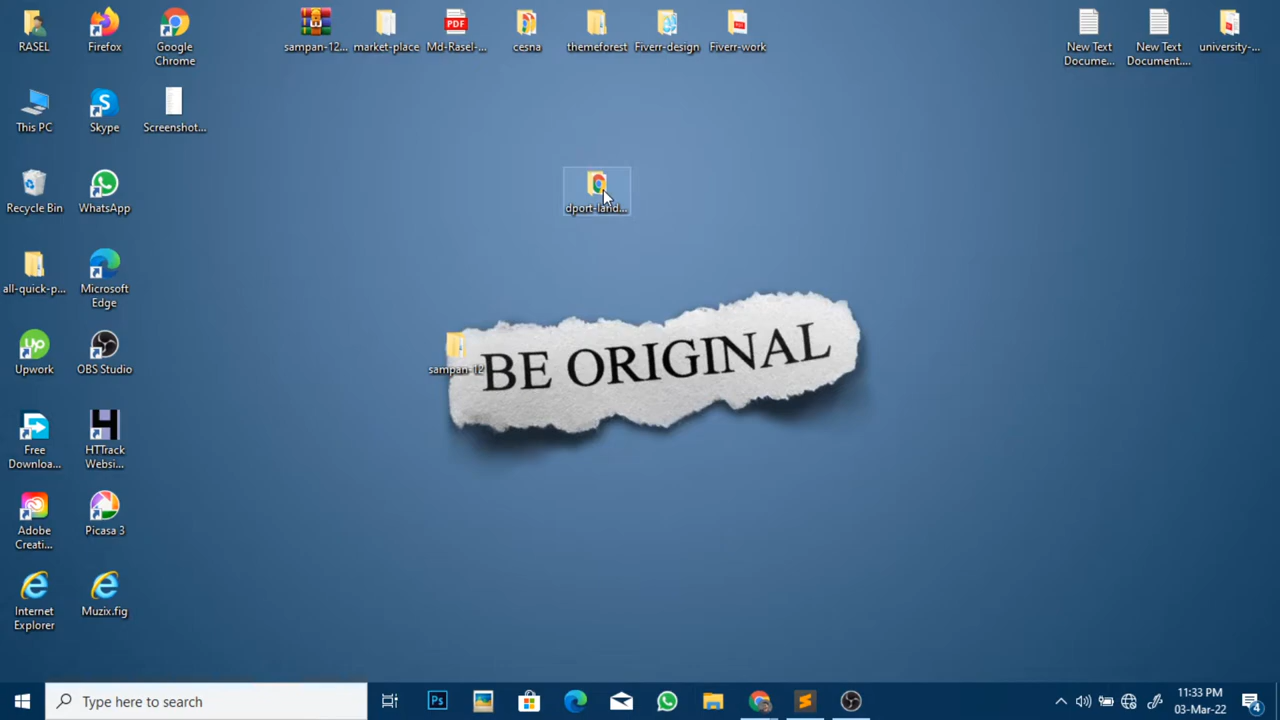 RASEL
Firefox
Google
Chrome
sampan-12...
market-place
PDF
Md-Rasel-...
cesna
themeforest
Fiverr-design
Fiverr-work
New Text
Docume...
New Text
Document....
university-...
This PC
Skype
Screenshot...
Recycle Bin
WhatsApp
dport-land...
all-quick-p...
Microsoft
Edge
Upwork
OBS Studio
sampan-12
BE ORIGINAL
Free
Downloa...
HTTrack
Websi...
Adobe
Creati...
Picasa 3
Internet
Explorer
Muzix.fig
Type here to search
Ps
11:33 PM
03-Mar-22
4